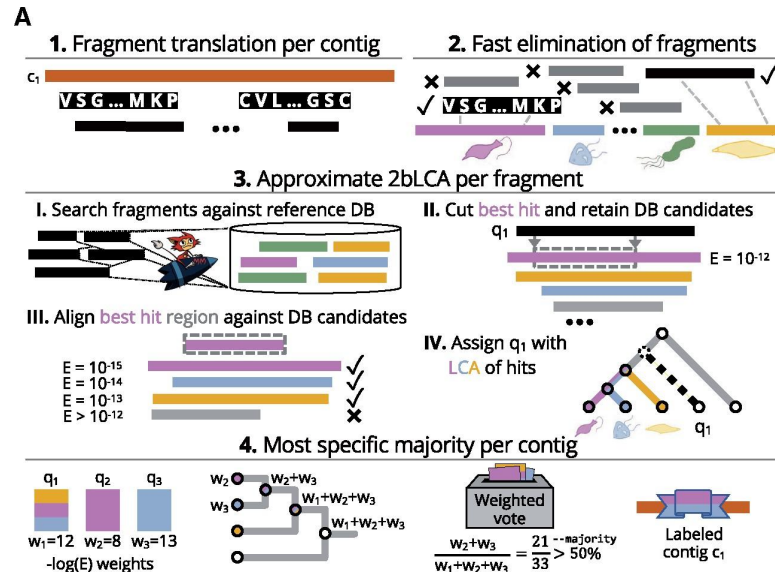 A
1. Fragment translation per contig
c₁
VSG... MKP
CVL... GSC
•••
2. Fast elimination of fragments
VSG... MKP
•••
3. Approximate 2bLCA per fragment
I. Search fragments against reference DB
II. Cut best hit and retain DB candidates
q₁
E = 10⁻¹²
•••
III. Align best hit region against DB candidates
E = 10⁻¹⁵
E = 10⁻¹⁴
E = 10⁻¹³
E > 10⁻¹²
IV. Assign q₁ with
LCA of hits
q₁
4. Most specific majority per contig
q₁ q₂ q₃
w₁=12 w₂=8 w₃=13
-log(E) weights
w₂
w₃
w₂+w₃
w₁+w₂+w₃
w₁+w₂+w₃
Weighted
vote
w₂+w₃ / w₁+w₂+w₃ = 21 / 33 --majority > 50%
Labeled
contig c₁